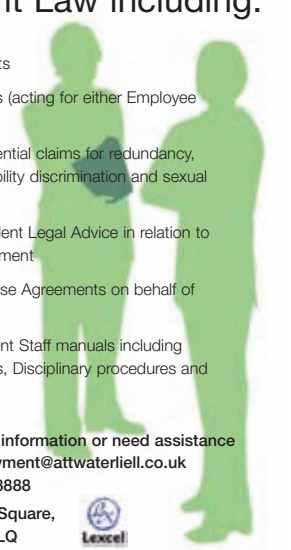 nt Law including:
ts
s (acting for either Employee
ential claims for redundancy,
bility discrimination and sexual
dent Legal Advice in relation to
ment
se Agreements on behalf of
nt Staff manuals including
s, Disciplinary procedures and
information or need assistance
yment@attwaterliell.co.uk
8888
Square,
LQ
Lexcel